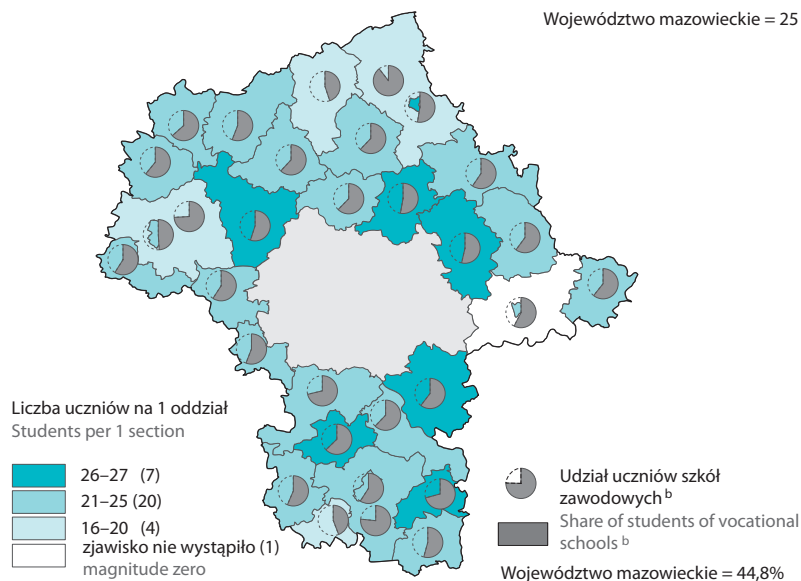 Województwo mazowieckie = 25
Liczba uczniów na 1 oddział
Students per 1 section
26–27 (7)
21–25 (20)
16–20 (4)
zjawisko nie wystąpiło (1)
magnitude zero
Udział uczniów szkół
zawodowych b
Share of students of vocational
schools b
Województwo mazowieckie = 44,8%